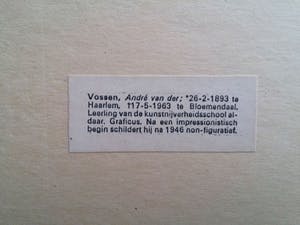 Vossen, André van der; *26-2-1893 te
Haarlem, †17-5-1963 te Bloemendaal.
Leerling van de kunstnijverheidsschool al-
daar. Graficus. Na een impressionistisch
begin schildert hij na 1946 non-figuratief.